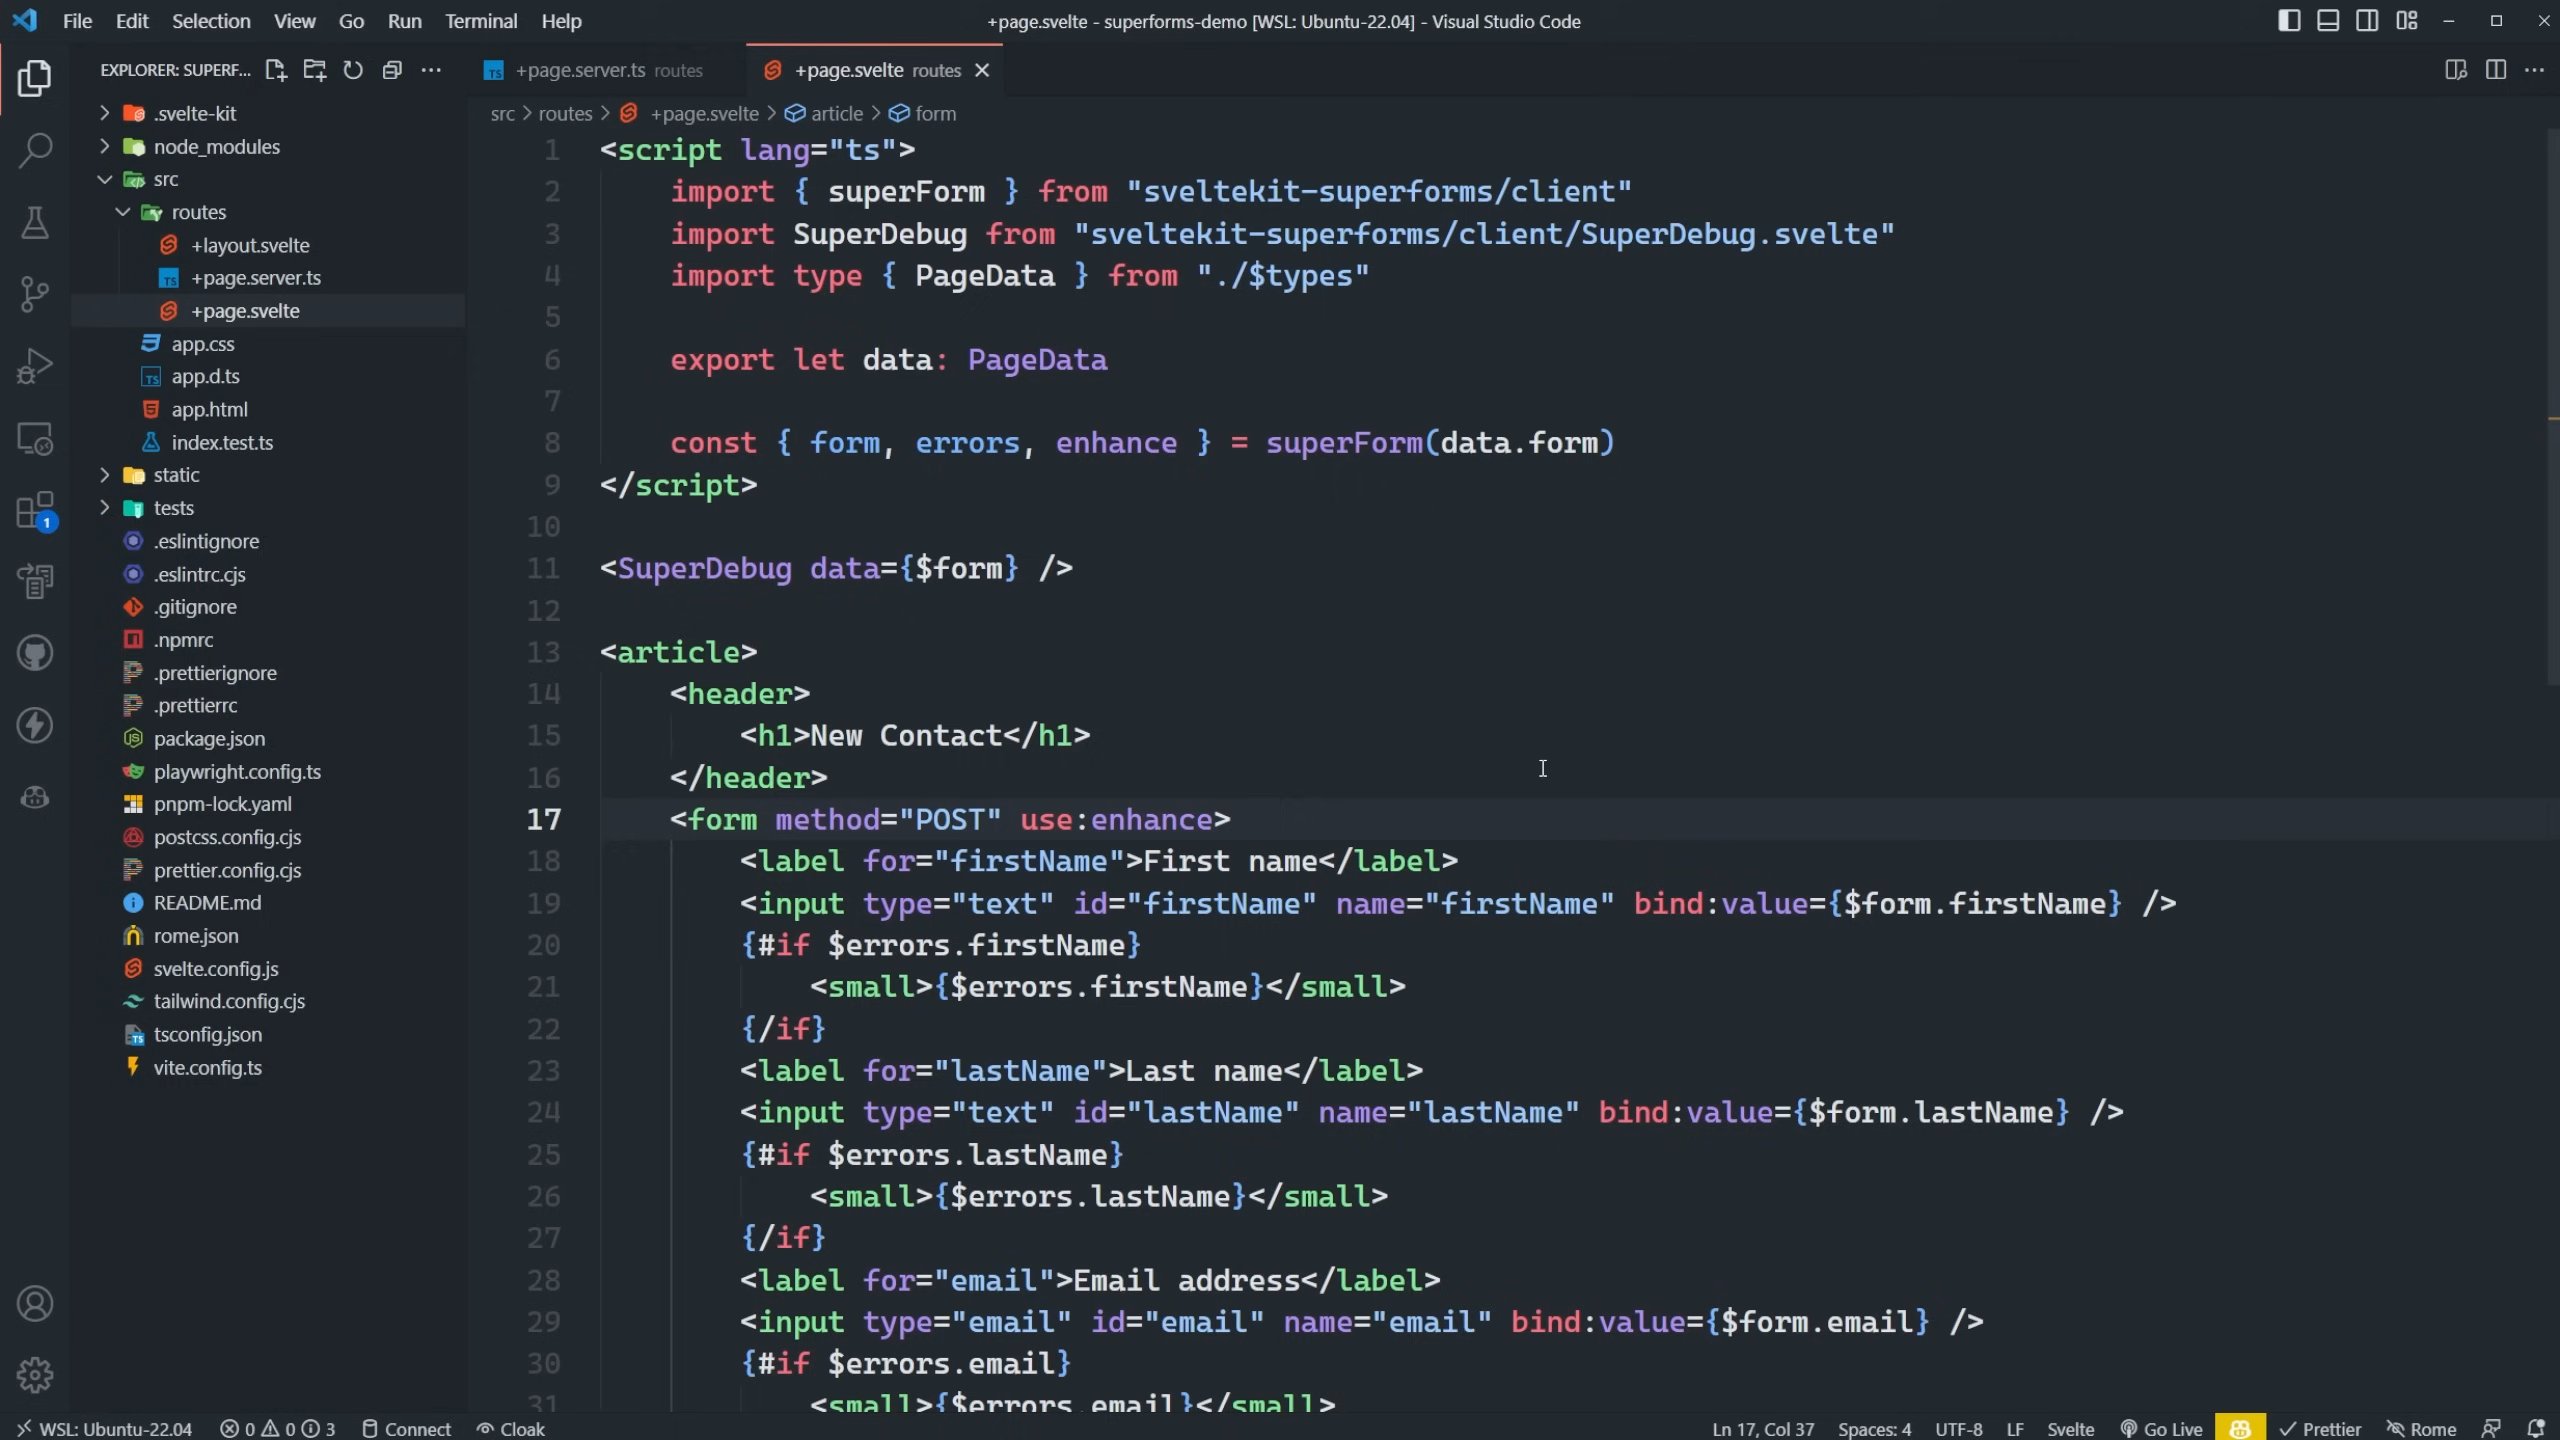 File Edit Selection View Go Run Terminal Help
+page.svelte - superforms-demo [WSL: Ubuntu-22.04] - Visual Studio Code
EXPLORER: SUPERF...
+page.server.ts routes
+page.svelte routes
src > routes > +page.svelte > article > form
.svelte-kit
node_modules
src
routes
+layout.svelte
+page.server.ts
+page.svelte
app.css
app.d.ts
app.html
index.test.ts
static
tests
.eslintignore
.eslintrc.cjs
.gitignore
.npmrc
.prettierignore
.prettierrc
package.json
playwright.config.ts
pnpm-lock.yaml
postcss.config.cjs
prettier.config.cjs
README.md
rome.json
svelte.config.js
tailwind.config.cjs
tsconfig.json
vite.config.ts
1
1 <script lang="ts">
2 import { superForm } from "sveltekit-superforms/client"
3 import SuperDebug from "sveltekit-superforms/client/SuperDebug.svelte"
4 import type { PageData } from "./$types"
5
6 export let data: PageData
7
8 const { form, errors, enhance } = superForm(data.form)
9 </script>
10
11 <SuperDebug data={$form} />
12
13 <article>
14 <header>
15 <h1>New Contact</h1>
16 </header>
17 <form method="POST" use:enhance>
18 <label for="firstName">First name</label>
19 <input type="text" id="firstName" name="firstName" bind:value={$form.firstName} />
20 {#if $errors.firstName}
21 <small>{$errors.firstName}</small>
22 {/if}
23 <label for="lastName">Last name</label>
24 <input type="text" id="lastName" name="lastName" bind:value={$form.lastName} />
25 {#if $errors.lastName}
26 <small>{$errors.lastName}</small>
27 {/if}
28 <label for="email">Email address</label>
29 <input type="email" id="email" name="email" bind:value={$form.email} />
30 {#if $errors.email}
31 <small>{$errors.email}</small>
WSL: Ubuntu-22.04 0 0 3 Connect Cloak
Ln 17, Col 37 Spaces: 4 UTF-8 LF Svelte Go Live Prettier Rome